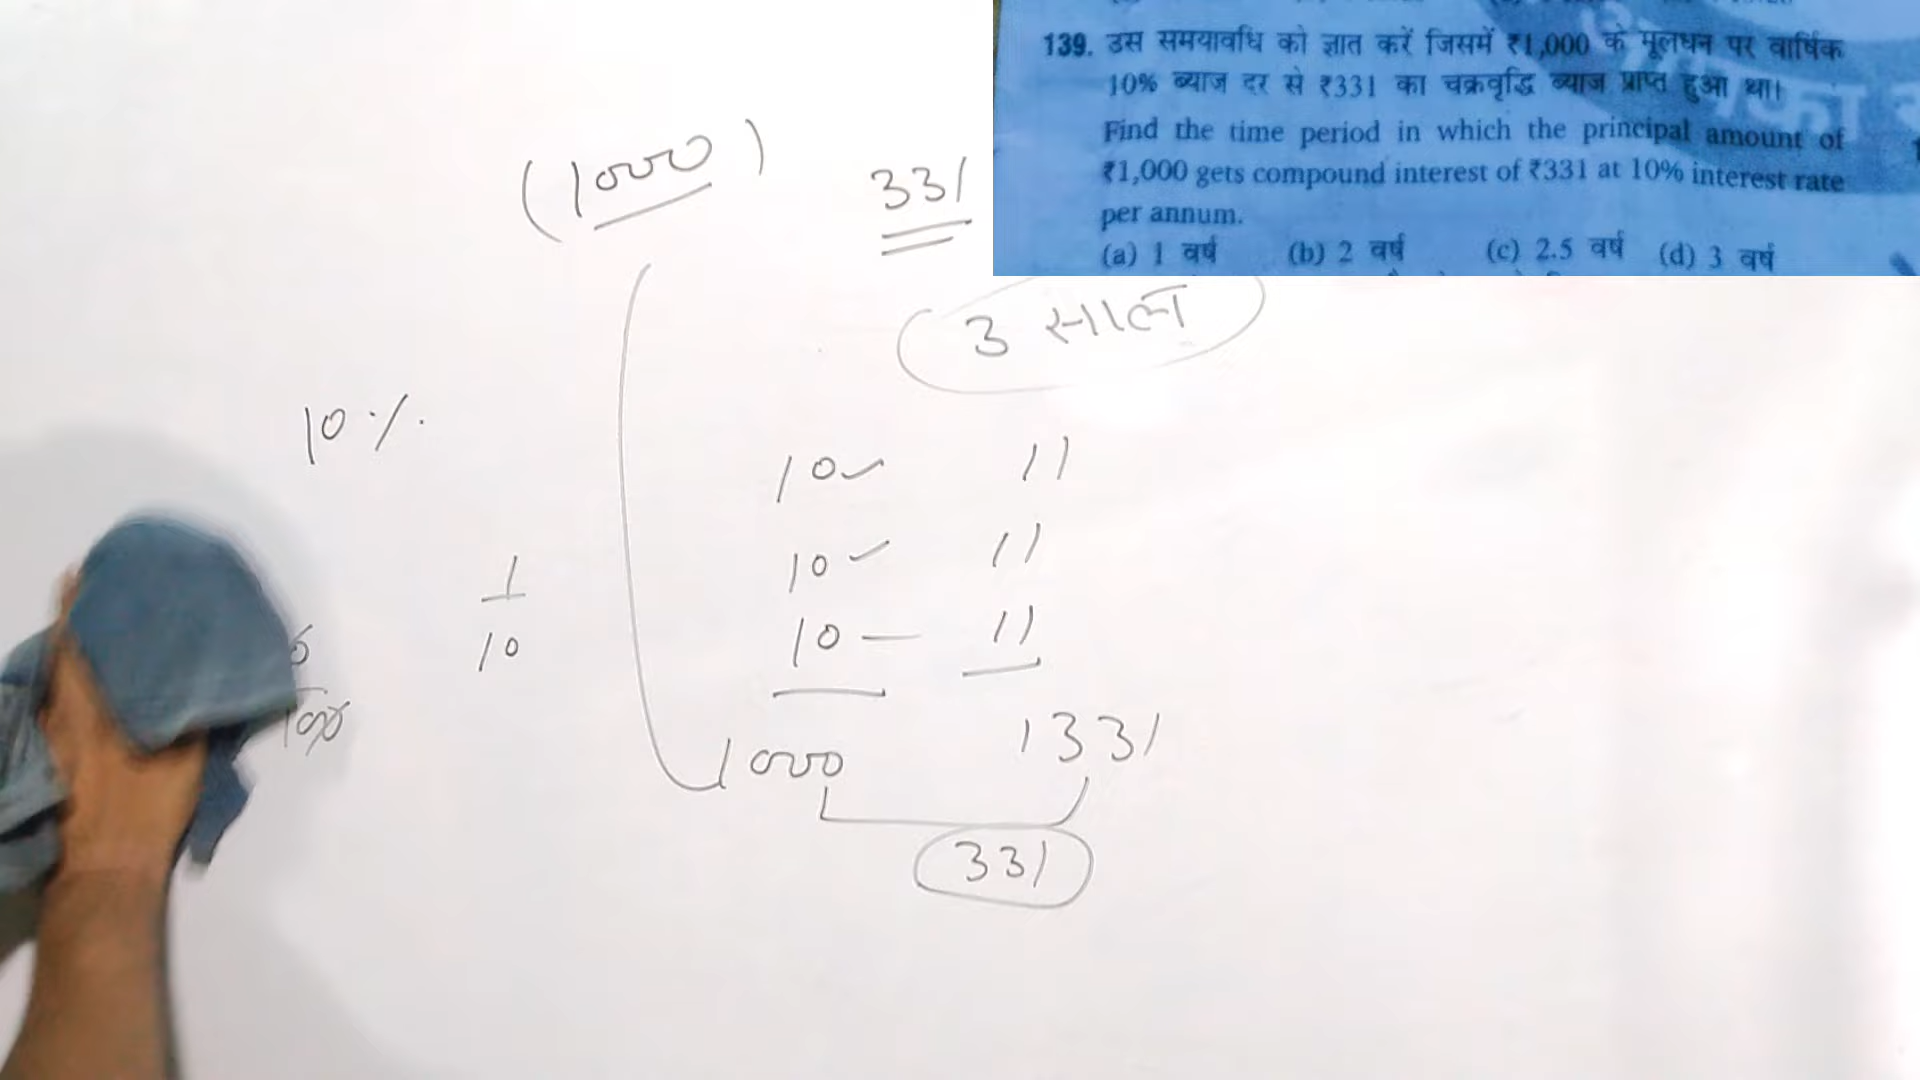 139. उस समयावधि को ज्ञात करें जिसमें ₹1,000 के मूलधन पर वार्षिक
10% ब्याज दर से ₹331 का चक्रवृद्धि ब्याज प्राप्त हुआ था।
Find the time period in which the principal amount of
₹1,000 gets compound interest of ₹331 at 10% interest rate
per annum.
(a) 1 वर्ष (b) 2 वर्ष (c) 2.5 वर्ष (d) 3 वर्ष
(1000) 331
3 साल
10%.
10 11
10 11
1
10
10 — 11
100
1000 1331
331